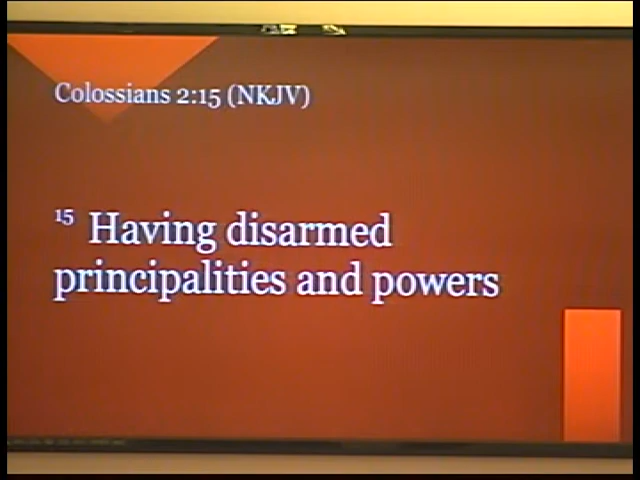 Colossians 2:15 (NKJV)
15 Having disarmed
principalities and powers